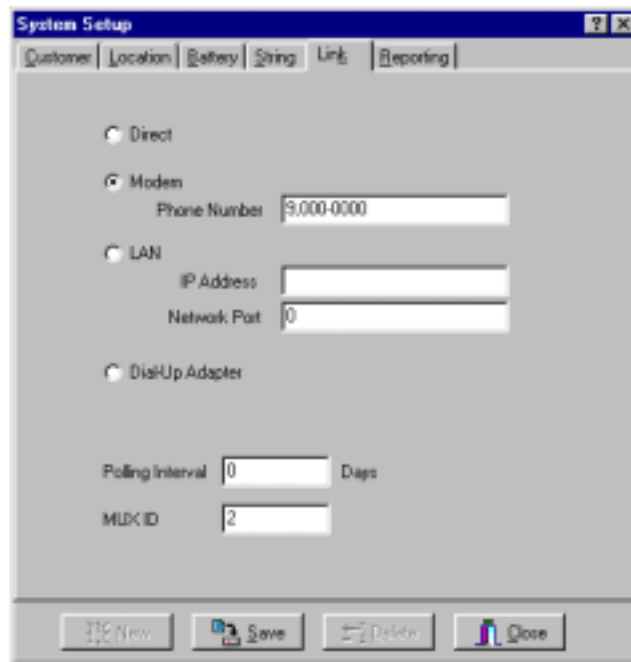 System Setup
Customer Location Battery String Link Reporting
Direct
Modem
Phone Number 9,000-0000
LAN
IP Address
Network Port 0
Dial-Up Adapter
Polling Interval 0 Days
MUX ID 2
New Save Delete Close